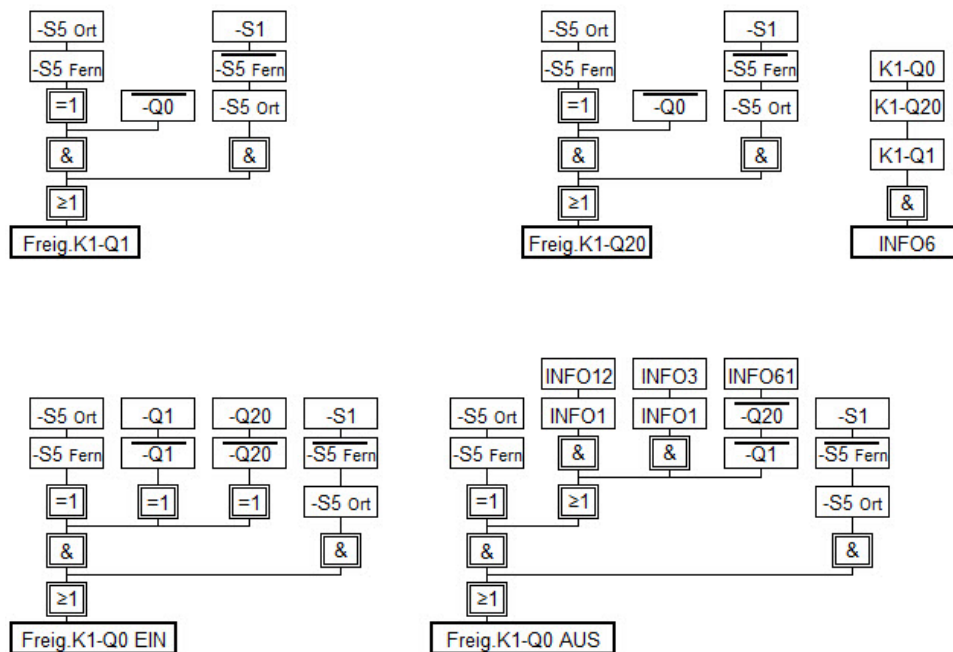 -S5 Ort
-S1
-S5 Fern
-S5 Fern
=1
-Q0
-S5 Ort
&
&
≥1
Freig.K1-Q1
-S5 Ort
-S1
-S5 Fern
-S5 Fern
=1
-Q0
-S5 Ort
&
&
≥1
Freig.K1-Q20
K1-Q0
K1-Q20
K1-Q1
&
INFO6
-S5 Ort
-Q1
-Q20
-S1
-S5 Fern
-Q1
-Q20
-S5 Fern
=1
=1
=1
-S5 Ort
&
&
≥1
Freig.K1-Q0 EIN
INFO12
INFO3
INFO61
-S5 Ort
INFO1
INFO1
-Q20
-S1
-S5 Fern
&
&
-Q1
-S5 Fern
=1
≥1
-S5 Ort
&
&
≥1
Freig.K1-Q0 AUS